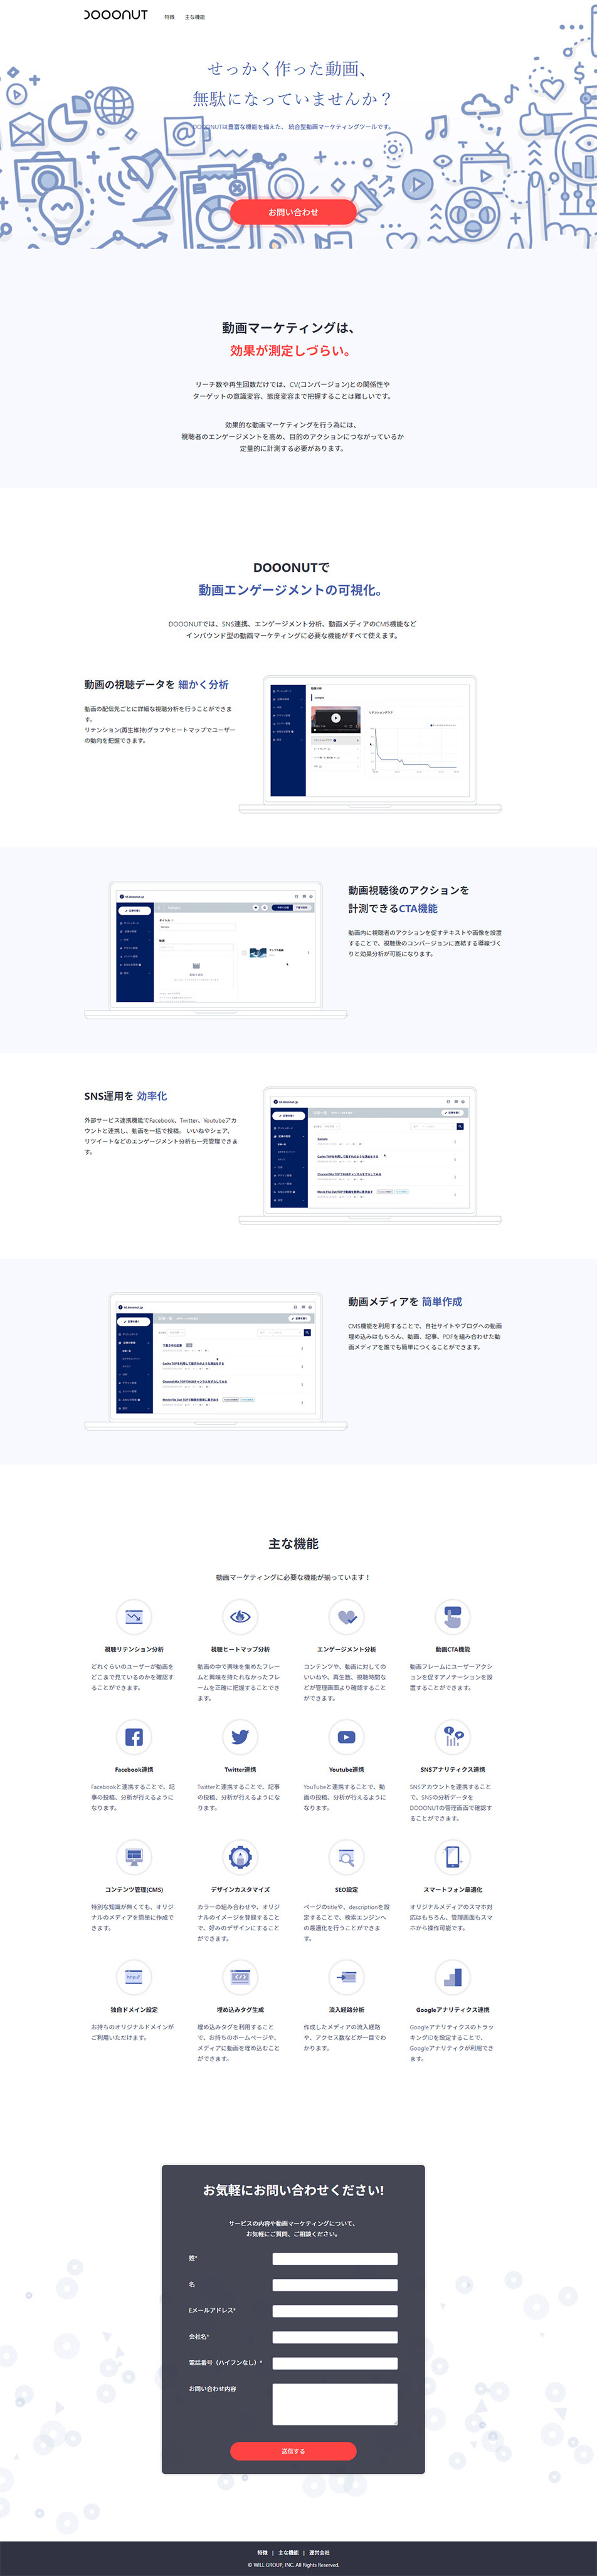 DOOONUT
特徴
主な機能
せっかく作った動画、
無駄になっていませんか？
DOOONUTは豊富な機能を備えた、 統合型動画マーケティングツールです。
お問い合わせ
動画マーケティングは、
効果が測定しづらい。
リーチ数や再生回数だけでは、CV(コンバージョン)との関係性や
ターゲットの意識変容、態度変容まで把握することは難しいです。
効果的な動画マーケティングを行う為には、
視聴者のエンゲージメントを高め、目的のアクションにつながっているか
定量的に計測する必要があります。
DOOONUTで
動画エンゲージメントの可視化。
DOOONUTでは、SNS連携、エンゲージメント分析、動画メディアのCMS機能など
インバウンド型の動画マーケティングに必要な機能がすべて使えます。
動画の視聴データを 細かく分析
動画の配信先ごとに詳細な視聴分析を行うことができま
す。
リテンション(再生維持)グラフやヒートマップでユーザー
の動向を把握できます。
動画視聴後のアクションを
計測できるCTA機能
動画内に視聴者のアクションを促すテキストや画像を設置
することで、視聴後のコンバージョンに直結する導線づく
りと効果分析が可能になります。
SNS運用を 効率化
外部サービス連携機能でFacebook、Twitter、Youtubeアカ
ウントと連携し、動画を一括で投稿。 いいねやシェア、
リツイートなどのエンゲージメント分析も一元管理できま
す。
動画メディアを 簡単作成
CMS機能を利用することで、自社サイトやブログへの動画
埋め込みはもちろん、動画、記事、PDFを組み合わせた動
画メディアを誰でも簡単につくることができます。
主な機能
動画マーケティングに必要な機能が揃っています！
視聴リテンション分析
どれぐらいのユーザーが動画を
どこまで見ているのかを確認す
ることができます。
視聴ヒートマップ分析
動画の中で興味を集めたフレー
ムと興味を持たれなかったフレ
ームを正確に把握することでき
ます。
エンゲージメント分析
コンテンツや、動画に対しての
いいねや、再生数、視聴時間な
どが管理画面より確認すること
ができます。
動画CTA機能
動画フレームにユーザーアクシ
ョンを促すアノテーションを設
置することができます。
Facebook連携
Facebookと連携することで、記
事の投稿、分析が行えるように
なります。
Twitter連携
Twitterと連携することで、記事
の投稿、分析が行えるようにな
ります。
Youtube連携
YouTubeと連携することで、動
画の投稿、分析が行えるように
なります。
SNSアナリティクス連携
SNSアカウントを連携すること
で、SNSの分析データを
DOOONUTの管理画面で確認す
ることができます。
コンテンツ管理(CMS)
特別な知識が無くても、オリジ
ナルのメディアを簡単に作成で
きます。
デザインカスタマイズ
カラーの組み合わせや、オリジ
ナルのイメージを登録すること
で、好みのデザインにすること
ができます。
SEO設定
ページのtitleや、descriptionを設
定することで、検索エンジンへ
の最適化を行うことができま
す。
スマートフォン最適化
オリジナルメディアのスマホ対
応はもちろん、管理画面もスマ
ホから操作可能です。
独自ドメイン設定
お持ちのオリジナルドメインが
ご利用いただけます。
埋め込みタグ生成
埋め込みタグを利用すること
で、お持ちのホームページや、
メディアに動画を埋め込むこと
ができます。
流入経路分析
作成したメディアの流入経路
や、アクセス数などが一目でわ
かります。
Googleアナリティクス連携
Googleアナリティクスのトラッ
キングIDを設定することで、
Googleアナリティクが利用でき
ます。
お気軽にお問い合わせください!
サービスの内容や動画マーケティングについて、
お気軽にご質問、ご相談ください。
姓*
名
Eメールアドレス*
会社名*
電話番号（ハイフンなし）*
お問い合わせ内容
送信する
特徴 | 主な機能 | 運営会社
© WILL GROUP, INC. All Rights Reserved.